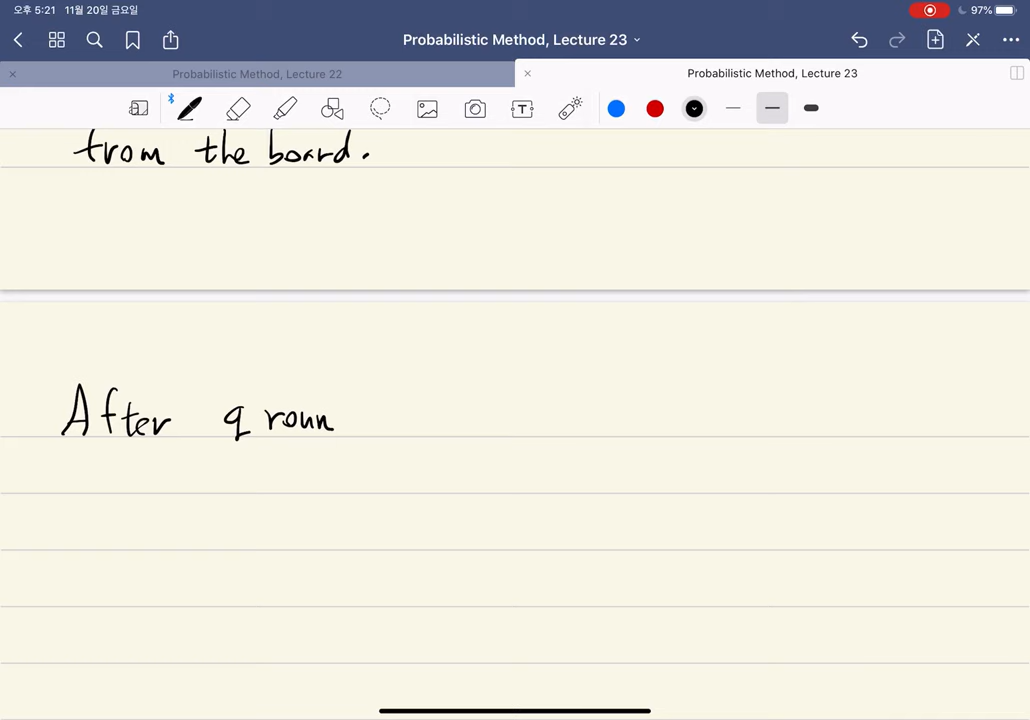 오후 5:21 11월 20일 금요일 97%
Probabilistic Method, Lecture 23
Probabilistic Method, Lecture 22 Probabilistic Method, Lecture 23
from the board.
After q roun